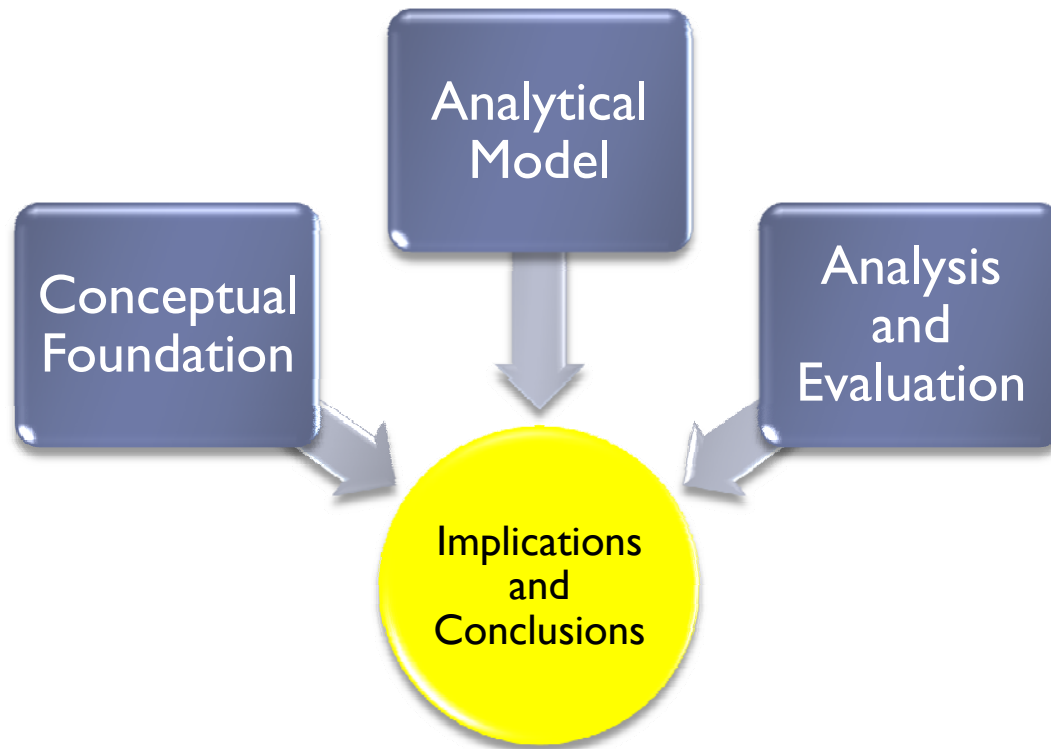 Analytical
Model
Conceptual
Foundation
Analysis
and
Evaluation
Implications
and
Conclusions